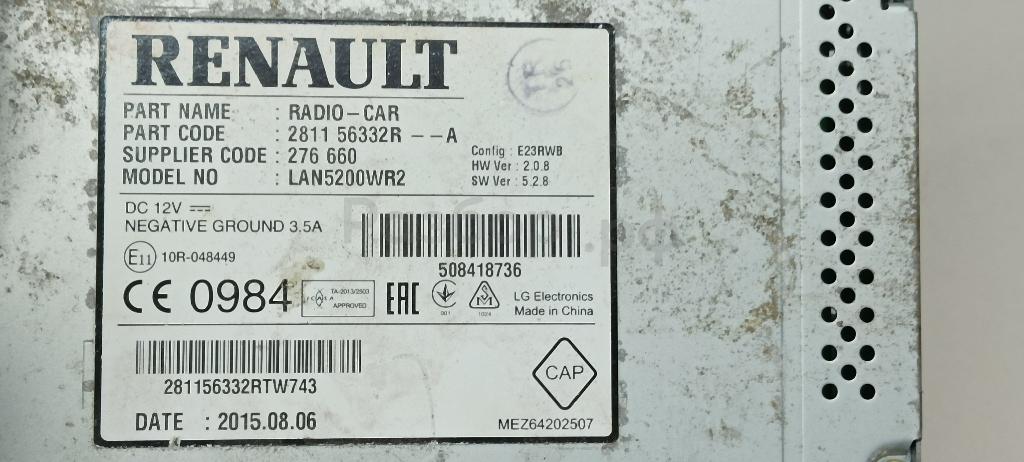 RENAULT
PART NAME : RADIO-CAR
PART CODE : 2811 56332R --A
SUPPLIER CODE : 276 660
MODEL NO : LAN5200WR2
Config : E23RWB
HW Ver : 2.0.8
SW Ver : 5.2.8
DC 12V
NEGATIVE GROUND 3.5A
E11 10R-048449
508418736
CE 0984
TA-2013/2503
APPROVED
EAC
001
1024
LG Electronics
Made in China
281156332RTW743
CAP
DATE : 2015.08.06
MEZ64202507